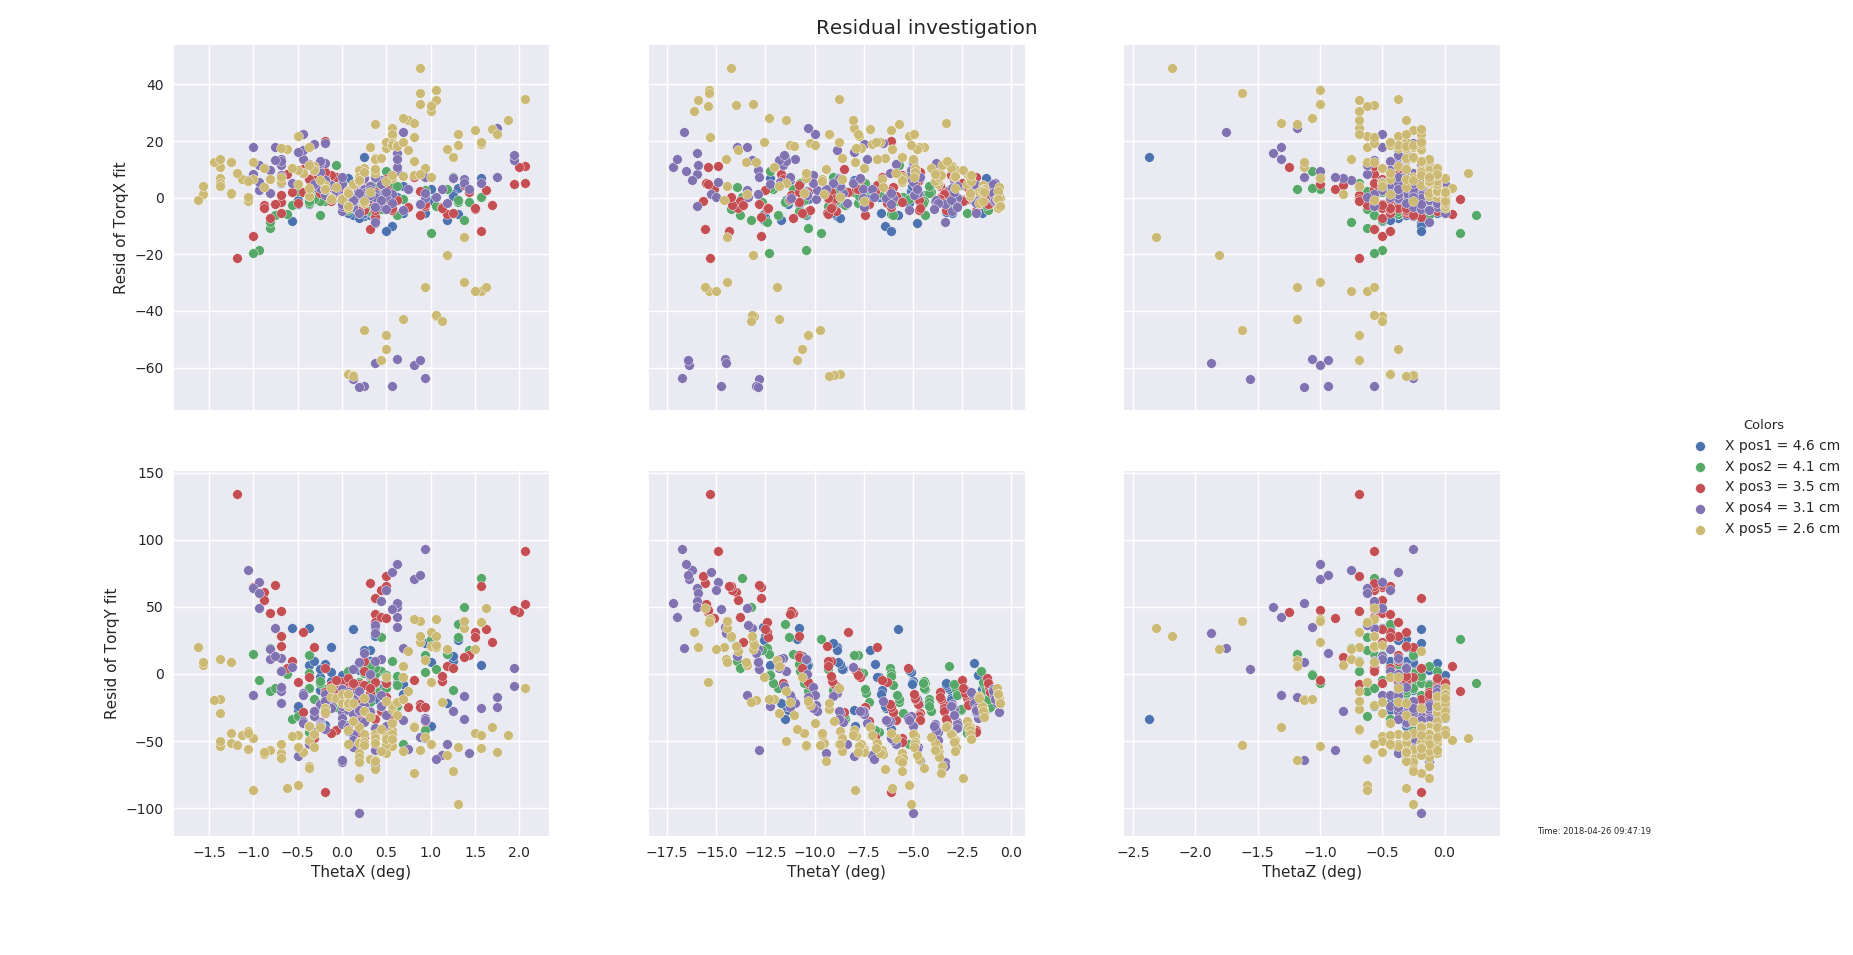 Residual investigation
Resid of TorqX fit
40
20
0
−20
−40
−60
Resid of TorqY fit
150
100
50
0
−50
−100
−1.5 −1.0 −0.5 0.0 0.5 1.0 1.5 2.0
ThetaX (deg)
−17.5 −15.0 −12.5 −10.0 −7.5 −5.0 −2.5 0.0
ThetaY (deg)
−2.5 −2.0 −1.5 −1.0 −0.5 0.0
ThetaZ (deg)
Colors
X pos1 = 4.6 cm
X pos2 = 4.1 cm
X pos3 = 3.5 cm
X pos4 = 3.1 cm
X pos5 = 2.6 cm
Time: 2018-04-26 09:47:19